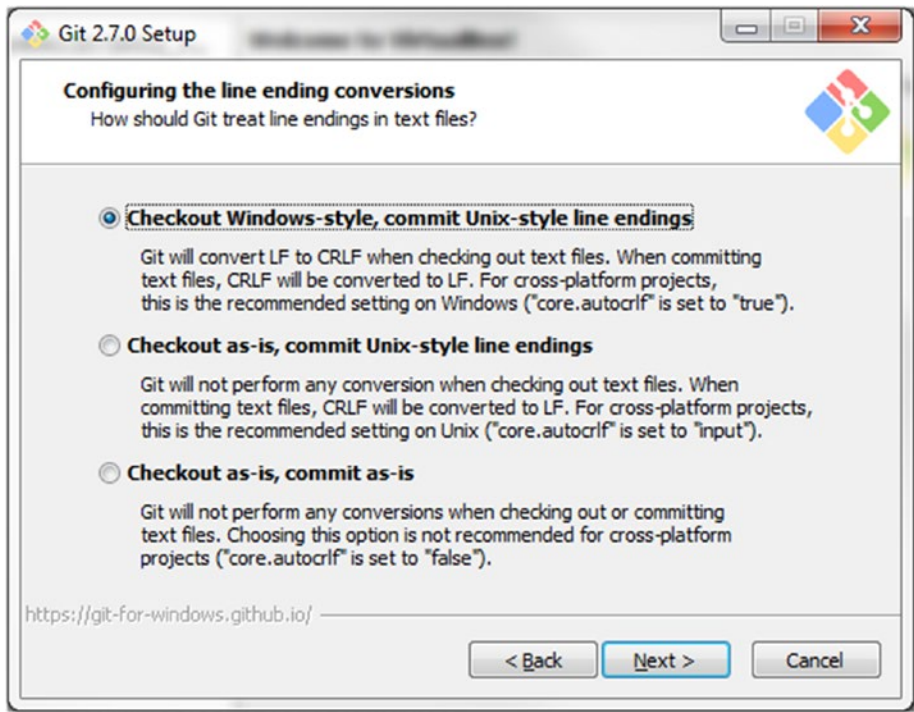 Git 2.7.0 Setup
Welcome to VirtualBox!
Configuring the line ending conversions
How should Git treat line endings in text files?
Checkout Windows-style, commit Unix-style line endings
Git will convert LF to CRLF when checking out text files. When committing
text files, CRLF will be converted to LF. For cross-platform projects,
this is the recommended setting on Windows ("core.autocrlf" is set to "true").
Checkout as-is, commit Unix-style line endings
Git will not perform any conversion when checking out text files. When
committing text files, CRLF will be converted to LF. For cross-platform projects,
this is the recommended setting on Unix ("core.autocrlf" is set to "input").
Checkout as-is, commit as-is
Git will not perform any conversions when checking out or committing
text files. Choosing this option is not recommended for cross-platform
projects ("core.autocrlf" is set to "false").
https://git-for-windows.github.io/
< Back
Next >
Cancel